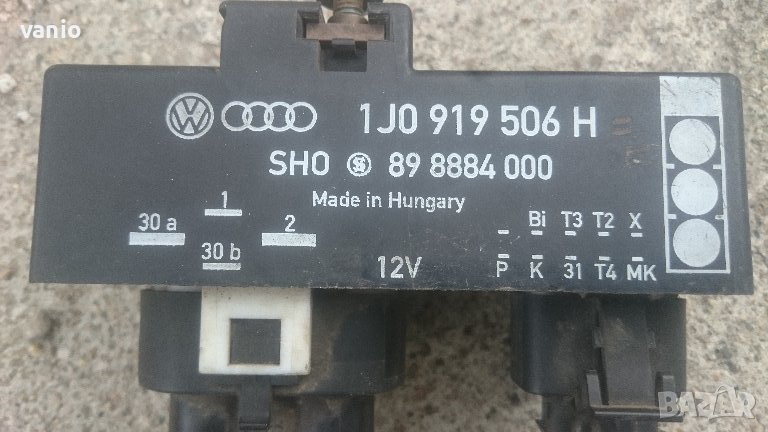 vanio
1J0 919 506 H
SHO 89 8884 000
Made in Hungary
1
30 a
2
30 b
12V
Bi T3 T2 X
P K 31 T4 MK
BAZAR